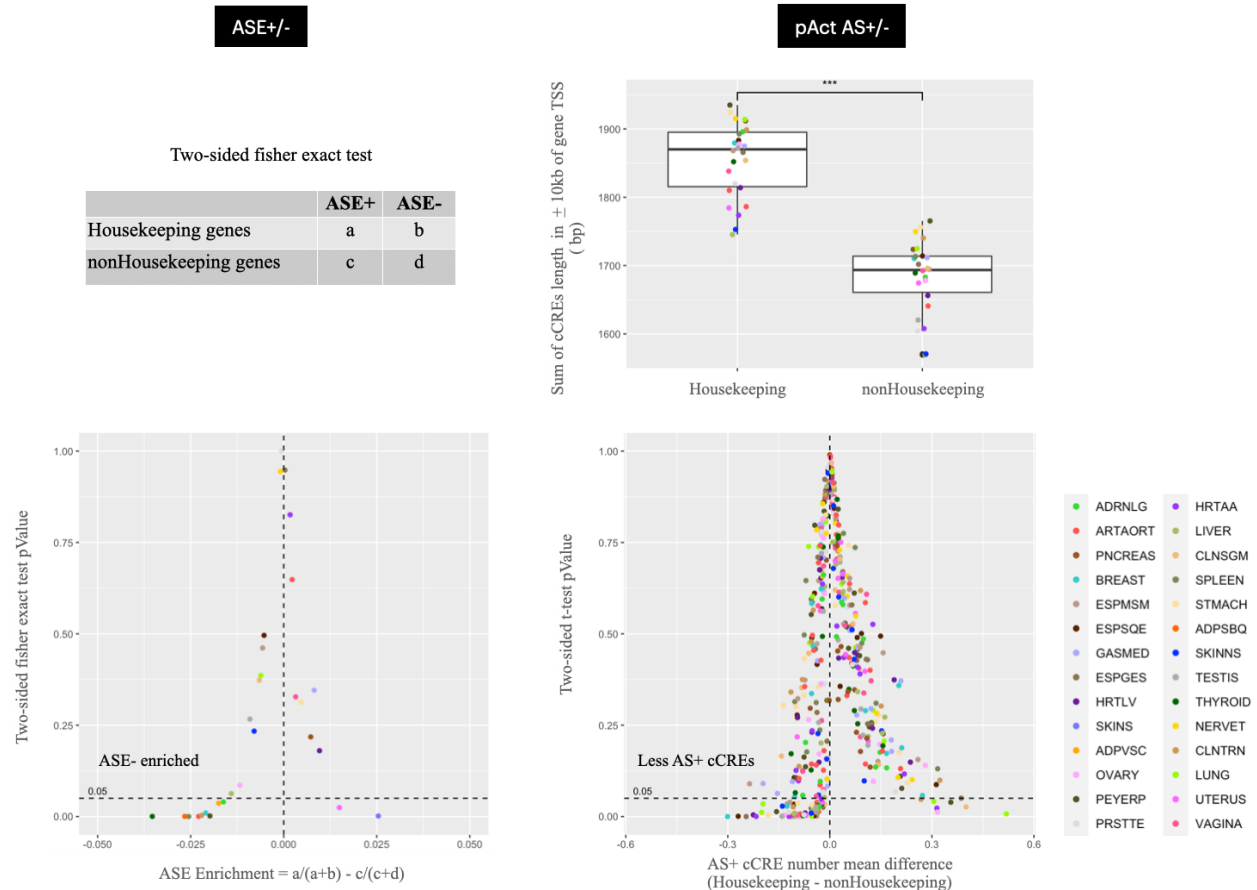 ASE+/-
pAct AS+/-
Two-sided fisher exact test
ASE+ ASE-
Housekeeping genes a b
nonHousekeeping genes c d
Sum of cCREs length in ± 10kb of gene TSS
( bp)
***
1900
1800
1700
1600
Housekeeping nonHousekeeping
Two-sided fisher exact test pValue
1.00
0.75
0.50
0.25
0.00
ASE- enriched
0.05
-0.050 -0.025 0.000 0.025 0.050
ASE Enrichment = a/(a+b) - c/(c+d)
Two-sided t-test pValue
1.00
0.75
0.50
0.25
0.00
Less AS+ cCREs
0.05
-0.6 -0.3 0.0 0.3 0.6
AS+ cCRE number mean difference
(Housekeeping - nonHousekeeping)
ADRNLG HRTAA
ARTAORT LIVER
PNCREAS CLNSGM
BREAST SPLEEN
ESPMSM STMACH
ESPSQE ADPSBQ
GASMED SKINNS
ESPGES TESTIS
HRTLV THYROID
SKINS NERVET
ADPVSC CLNTRN
OVARY LUNG
PEYERP UTERUS
PRSTTE VAGINA